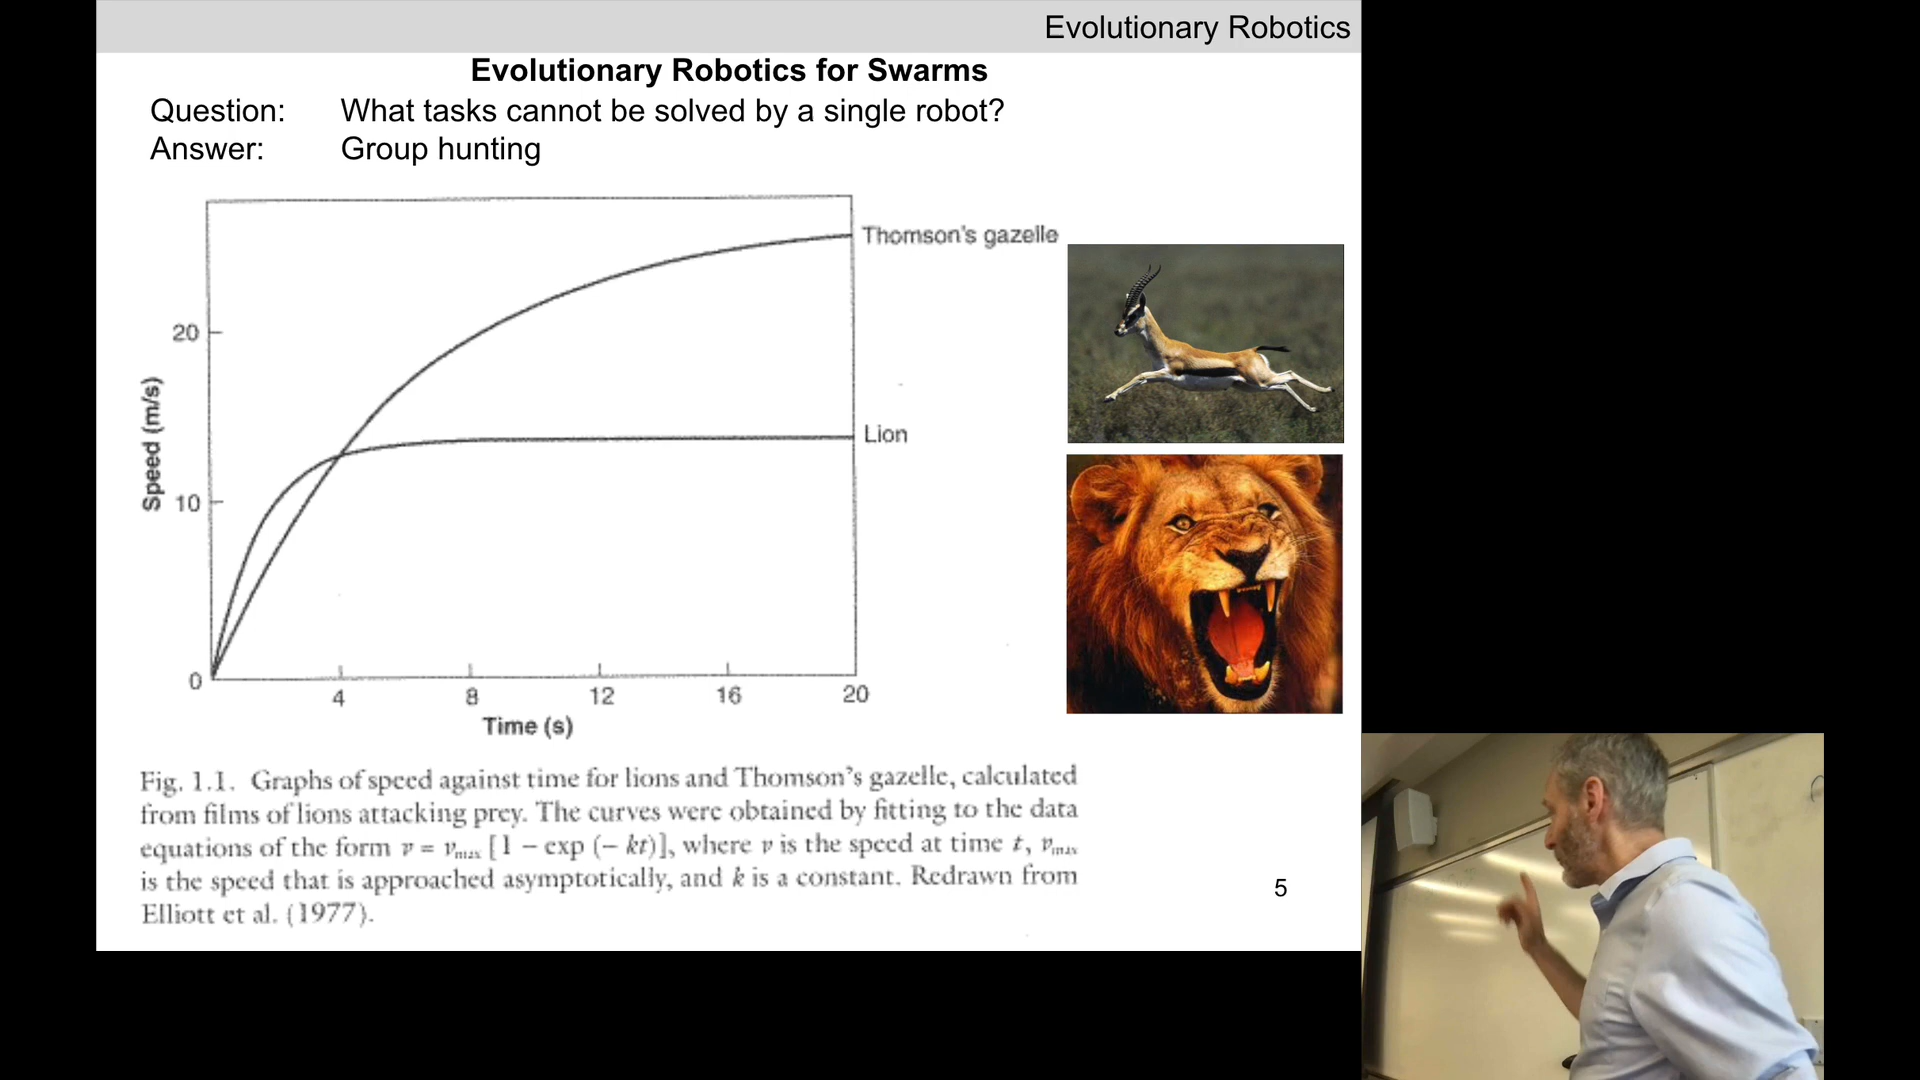 Evolutionary Robotics
Evolutionary Robotics for Swarms
Question: What tasks cannot be solved by a single robot?
Answer: Group hunting
Thomson's gazelle
Lion
Speed (m/s)
20
10
0
4 8 12 16 20
Time (s)
Fig. 1.1. Graphs of speed against time for lions and Thomson's gazelle, calculated
from films of lions attacking prey. The curves were obtained by fitting to the data
equations of the form v = vmax [1 − exp (− kt)], where v is the speed at time t, vmax
is the speed that is approached asymptotically, and k is a constant. Redrawn from
Elliott et al. (1977).
5